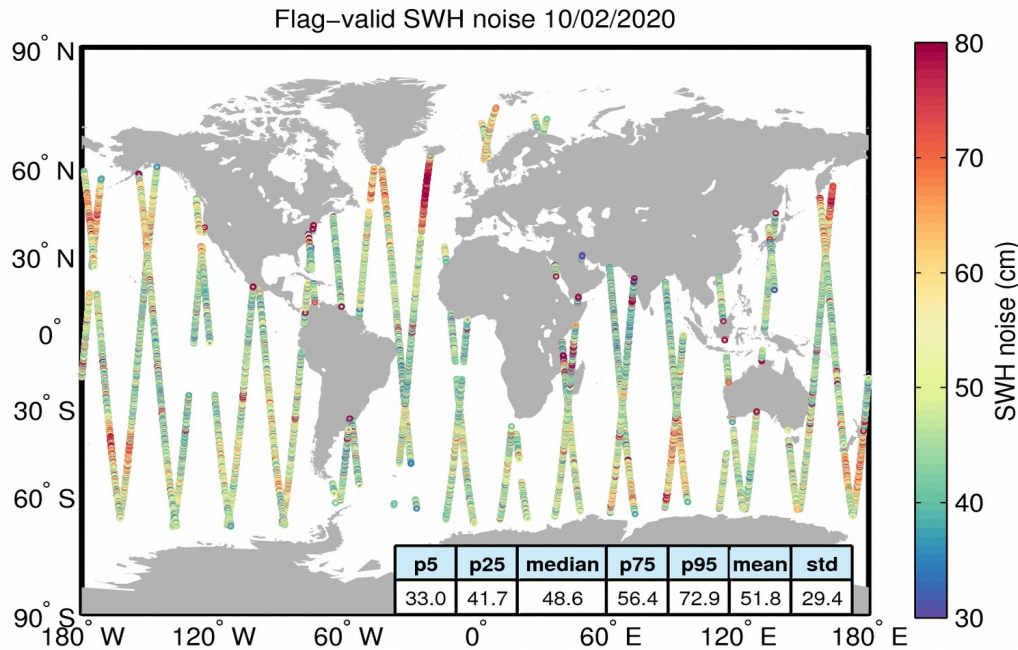 Flag−valid SWH noise 10/02/2020
90° N
60° N
30° N
0°
30° S
60° S
90° S
180° W
120° W
60° W
0°
60° E
120° E
180° E
80
70
60
50
40
30
SWH noise (cm)
p5 p25 median p75 p95 mean std
33.0 41.7 48.6 56.4 72.9 51.8 29.4